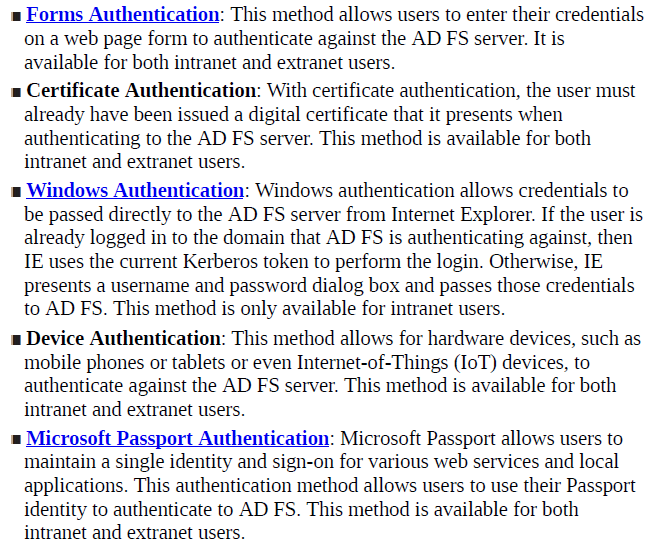 ■ Forms Authentication: This method allows users to enter their credentials
on a web page form to authenticate against the AD FS server. It is
available for both intranet and extranet users.
■ Certificate Authentication: With certificate authentication, the user must
already have been issued a digital certificate that it presents when
authenticating to the AD FS server. This method is available for both
intranet and extranet users.
■ Windows Authentication: Windows authentication allows credentials to
be passed directly to the AD FS server from Internet Explorer. If the user is
already logged in to the domain that AD FS is authenticating against, then
IE uses the current Kerberos token to perform the login. Otherwise, IE
presents a username and password dialog box and passes those credentials
to AD FS. This method is only available for intranet users.
■ Device Authentication: This method allows for hardware devices, such as
mobile phones or tablets or even Internet-of-Things (IoT) devices, to
authenticate against the AD FS server. This method is available for both
intranet and extranet users.
■ Microsoft Passport Authentication: Microsoft Passport allows users to
maintain a single identity and sign-on for various web services and local
applications. This authentication method allows users to use their Passport
identity to authenticate to AD FS. This method is available for both
intranet and extranet users.